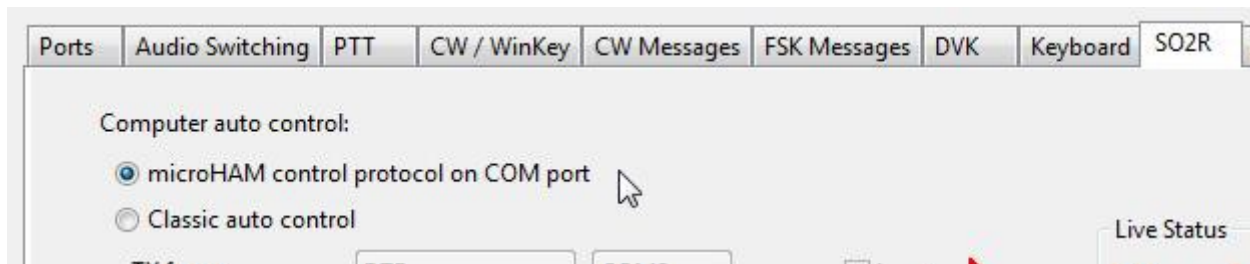 Ports Audio Switching PTT CW / WinKey CW Messages FSK Messages DVK Keyboard SO2R
Computer auto control:
microHAM control protocol on COM port
Classic auto control
Live Status